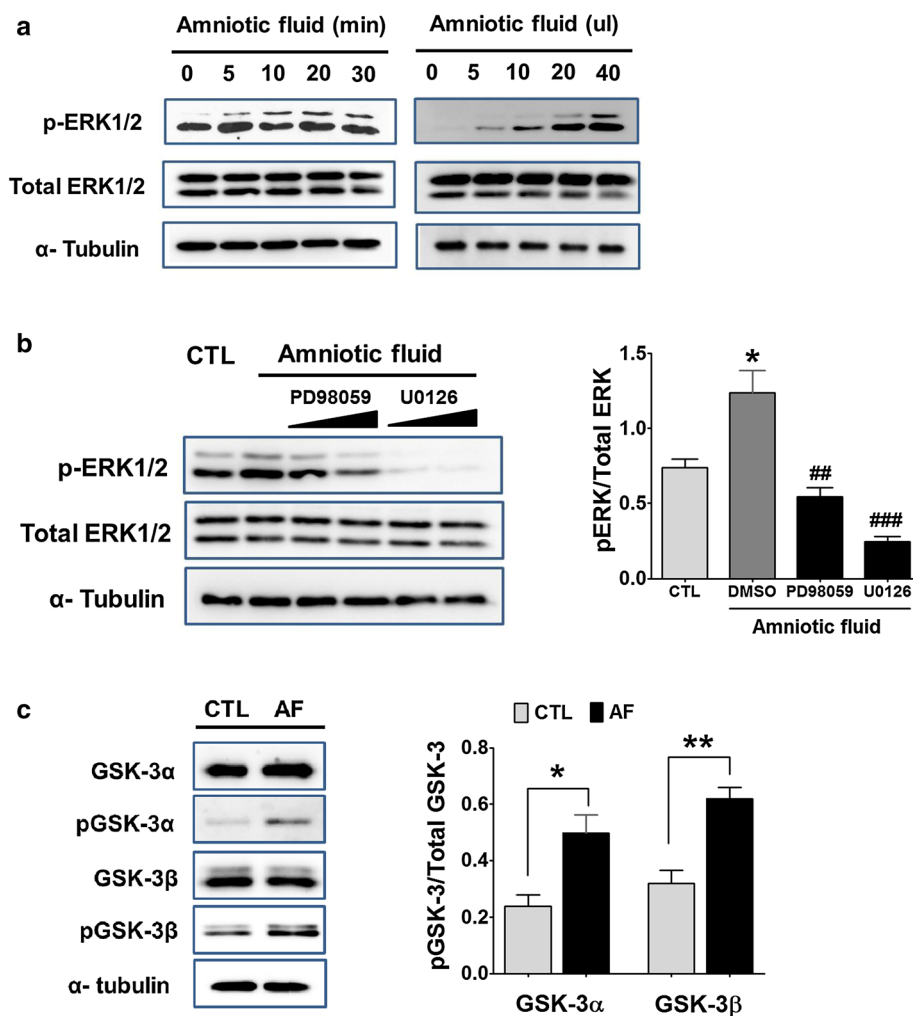 a
Amniotic fluid (min)
0 5 10 20 30
Amniotic fluid (ul)
0 5 10 20 40
p-ERK1/2
Total ERK1/2
α- Tubulin
b
CTL
Amniotic fluid
PD98059 U0126
p-ERK1/2
Total ERK1/2
α- Tubulin
pERK/Total ERK
1.5
1.0
0.5
0.0
*
##
###
CTL DMSO PD98059 U0126
Amniotic fluid
c
CTL AF
GSK-3α
pGSK-3α
GSK-3β
pGSK-3β
α- tubulin
CTL AF
pGSK-3/Total GSK-3
0.8
0.6
0.4
0.2
0.0
*
**
GSK-3α GSK-3β